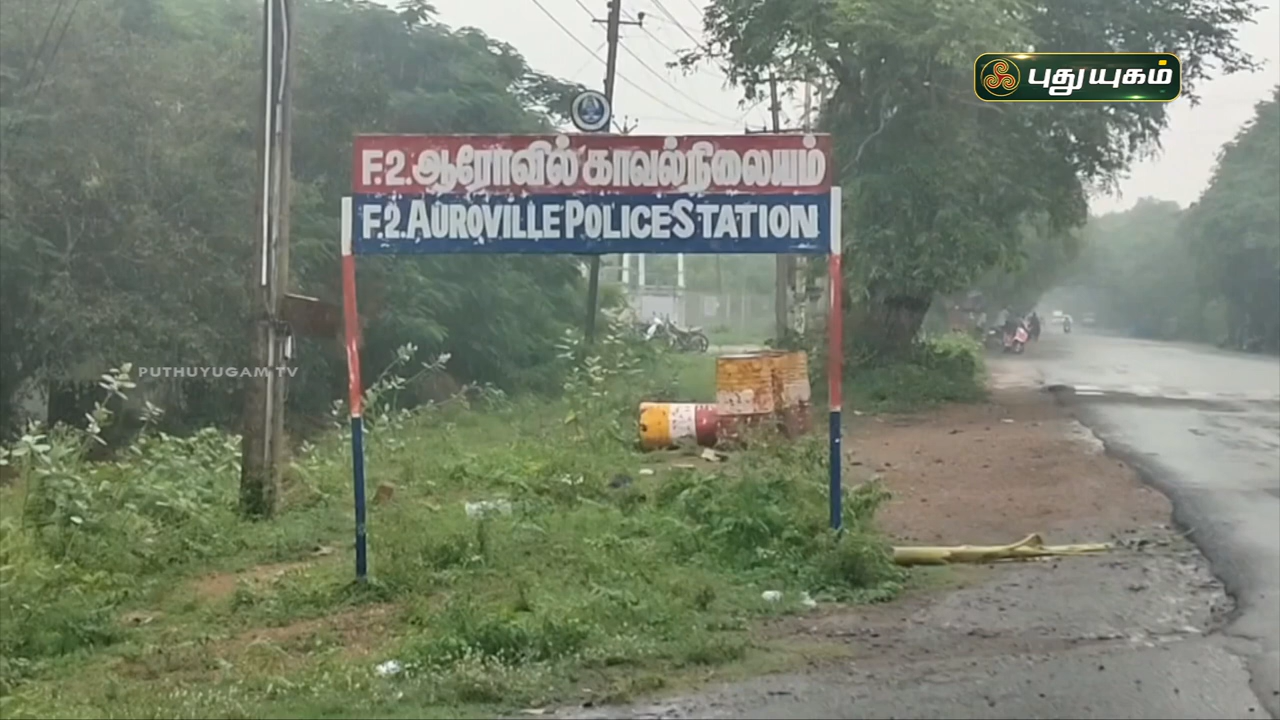 புதுயுகம்
F.2. ஆரோவில் காவல்நிலையம்
F.2. AUROVILLE POLICE STATION
PUTHUYUGAM TV